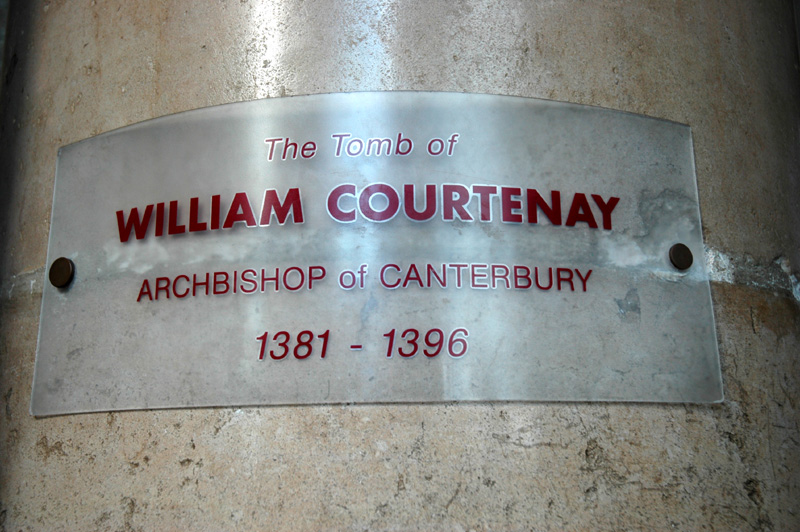 The Tomb of
WILLIAM COURTENAY
ARCHBISHOP of CANTERBURY
1381 - 1396